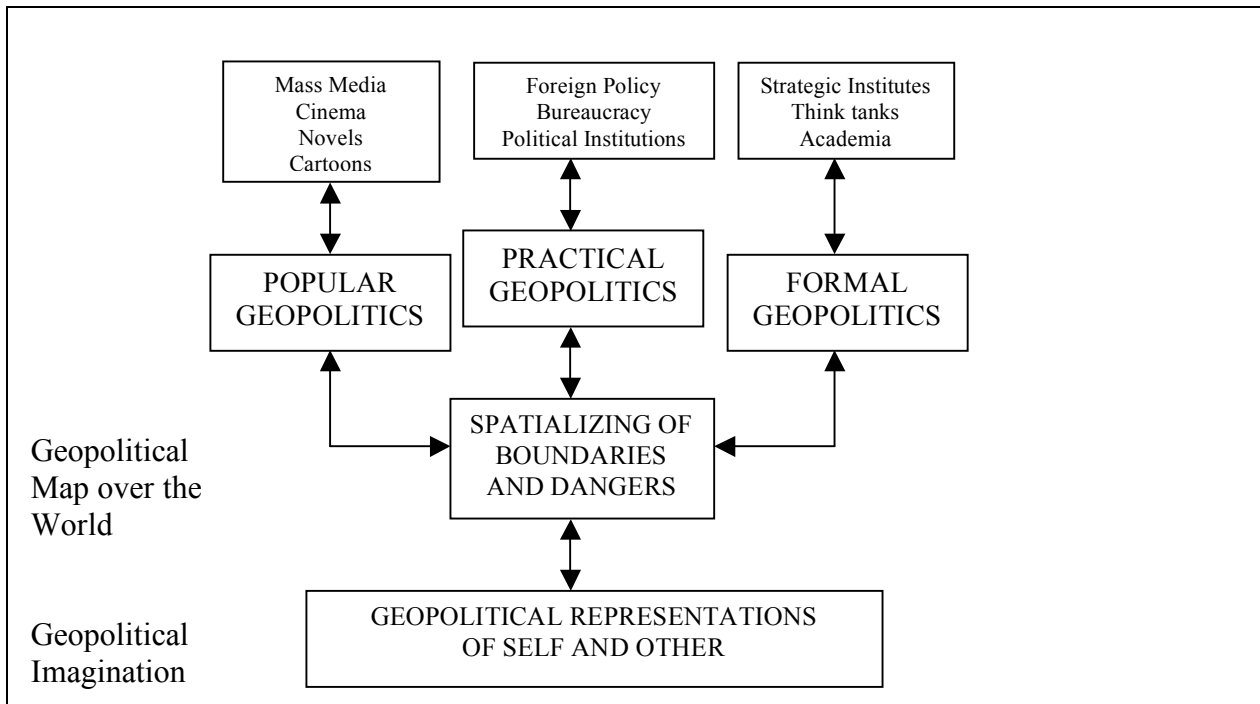 Mass Media
Cinema
Novels
Cartoons
Foreign Policy
Bureaucracy
Political Institutions
Strategic Institutes
Think tanks
Academia
POPULAR
GEOPOLITICS
PRACTICAL
GEOPOLITICS
FORMAL
GEOPOLITICS
Geopolitical
Map over the
World
SPATIALIZING OF
BOUNDARIES
AND DANGERS
Geopolitical
Imagination
GEOPOLITICAL REPRESENTATIONS
OF SELF AND OTHER